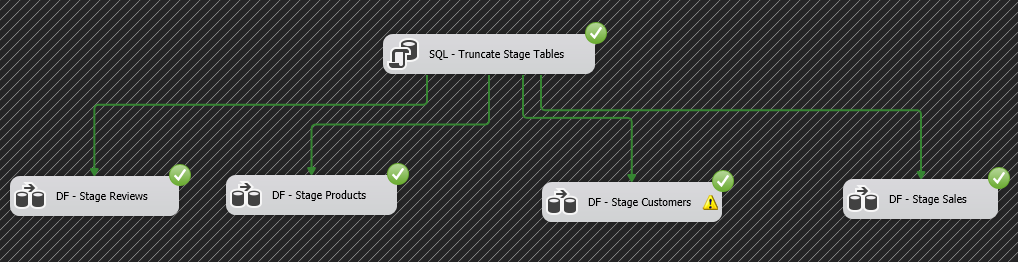 SQL - Truncate Stage Tables
DF - Stage Reviews
DF - Stage Products
DF - Stage Customers
DF - Stage Sales